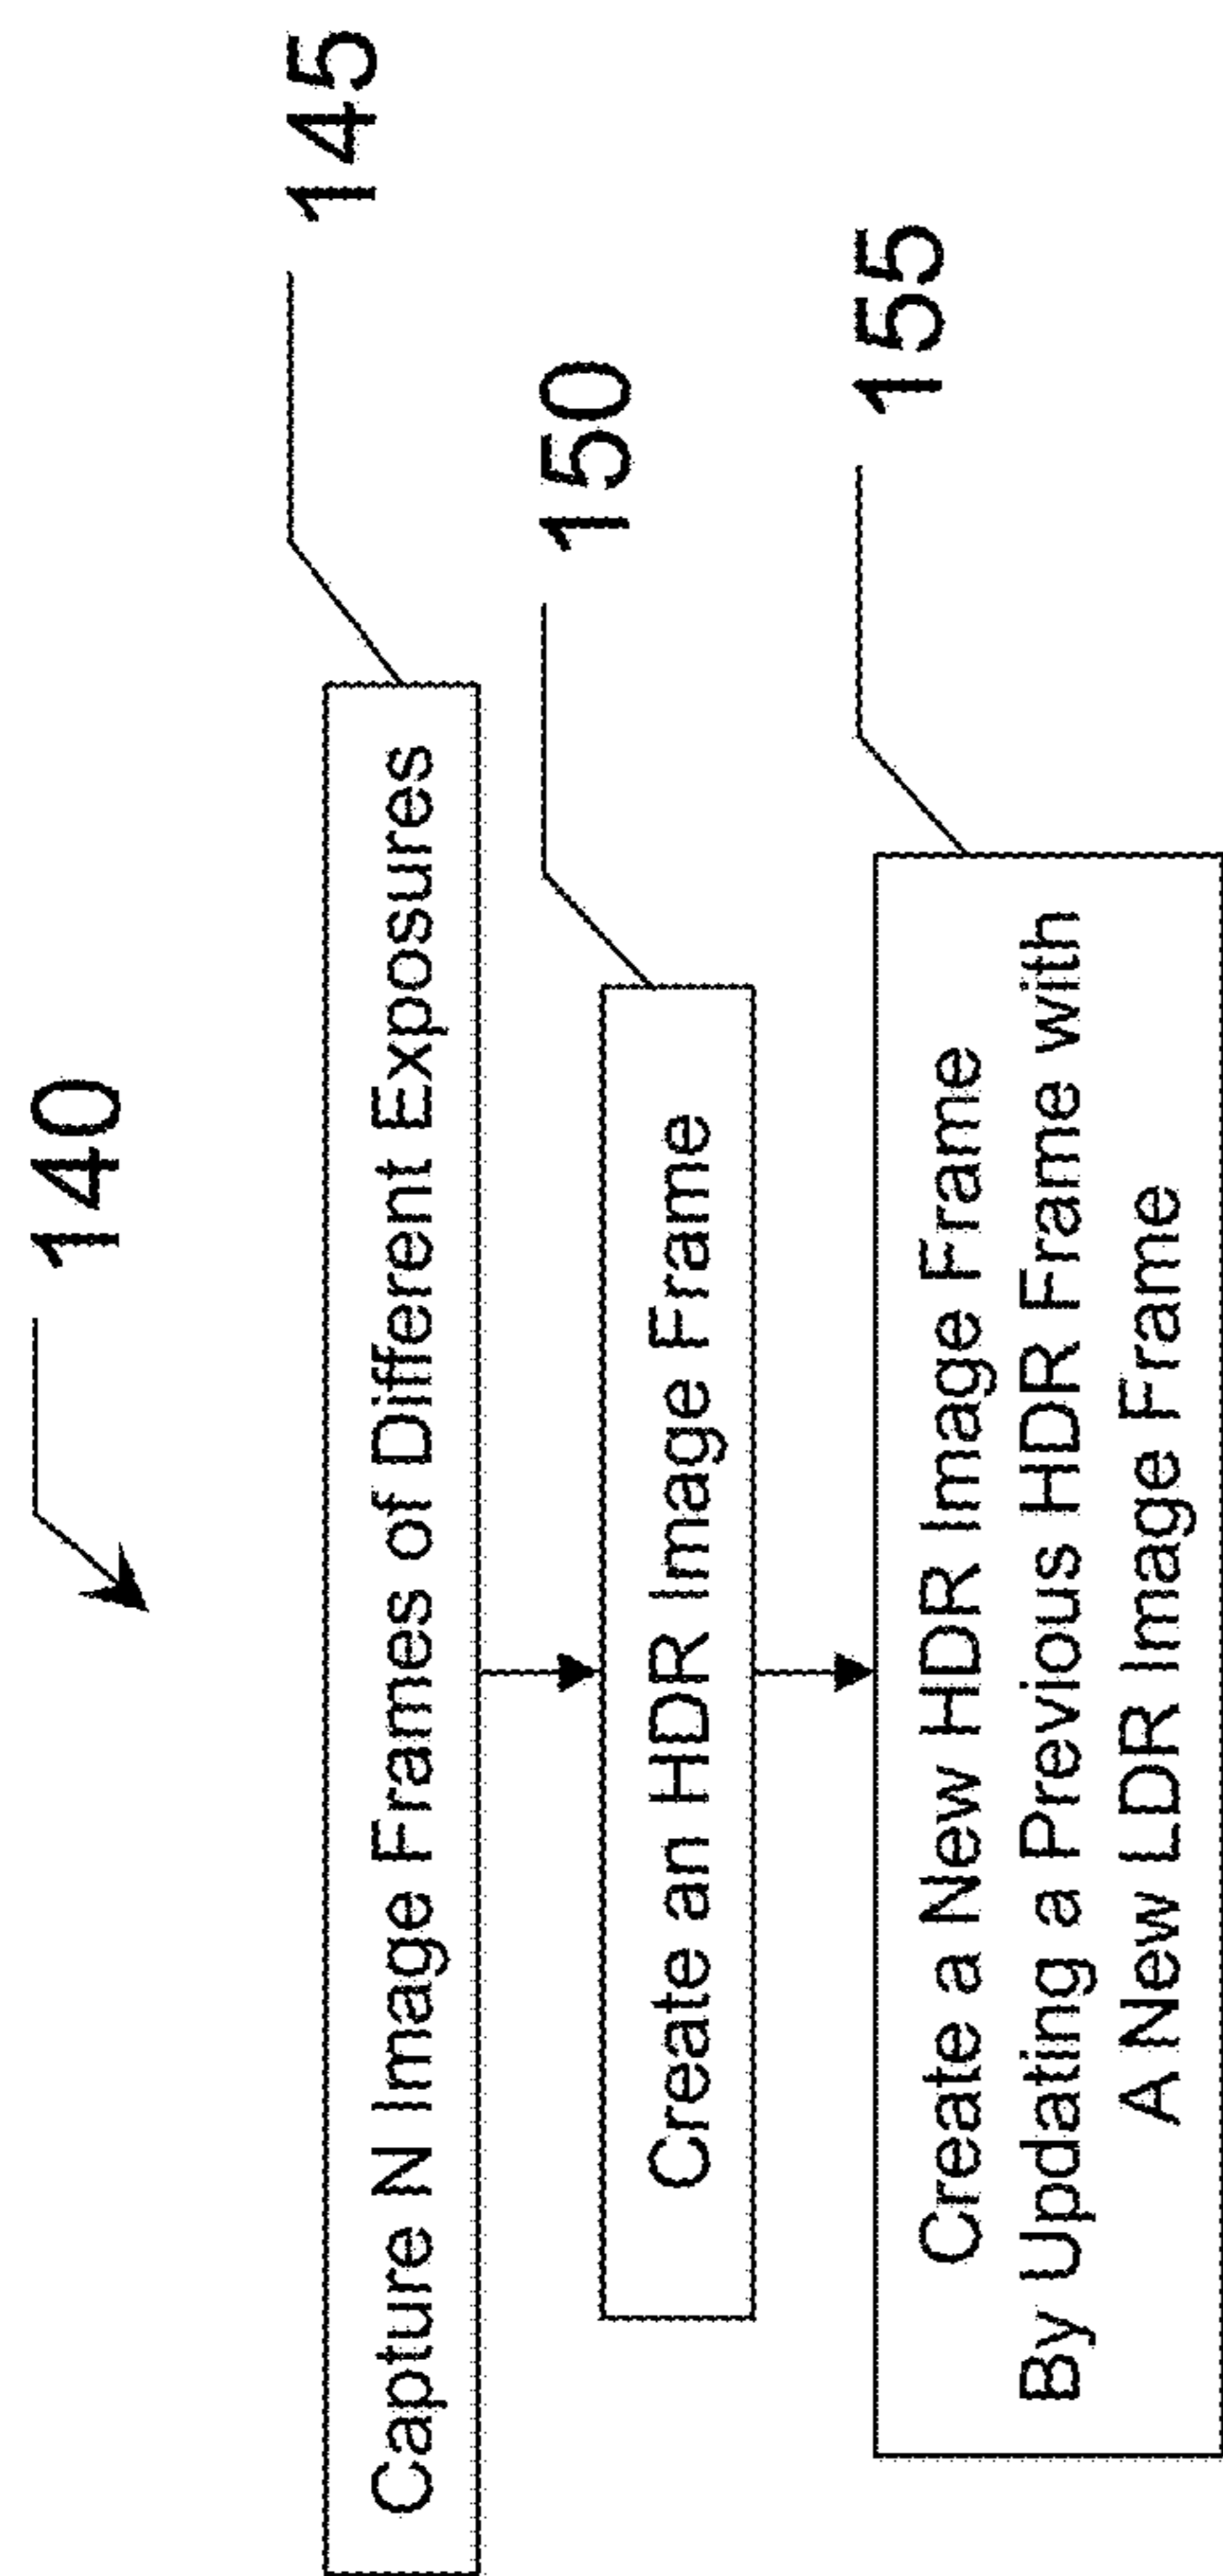 140
145
Capture N Image Frames of Different Exposures
150
Create an HDR Image Frame
155
Create a New HDR Image Frame
By Updating a Previous HDR Frame with
A New LDR Image Frame